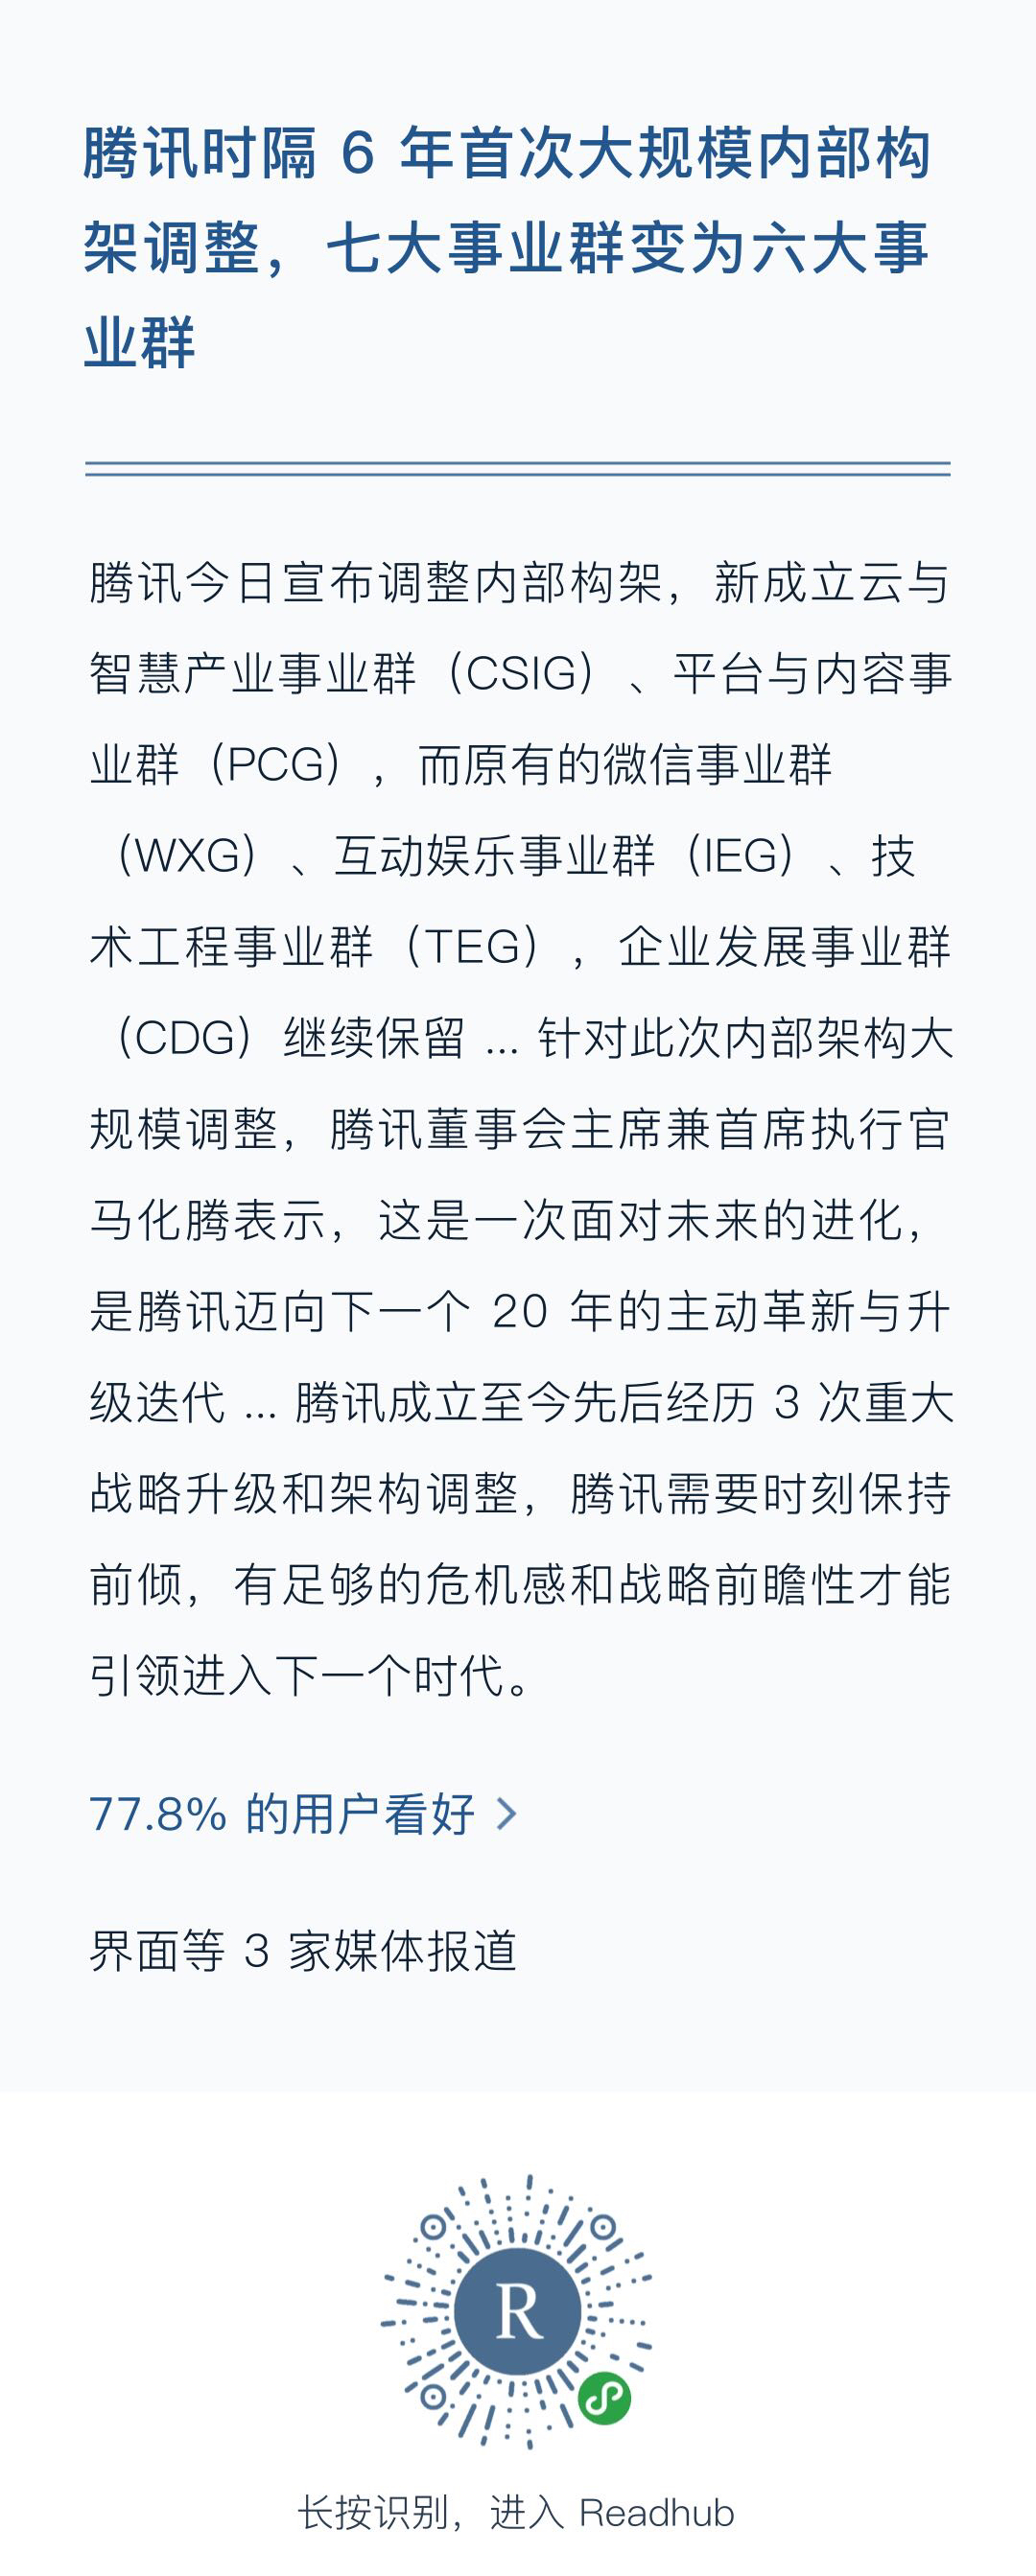 腾讯时隔 6 年首次大规模内部构
架调整，七大事业群变为六大事
业群
腾讯今日宣布调整内部构架，新成立云与
智慧产业事业群（CSIG）、平台与内容事
业群（PCG），而原有的微信事业群
（WXG）、互动娱乐事业群（IEG）、技
术工程事业群（TEG），企业发展事业群
（CDG）继续保留 ... 针对此次内部架构大
规模调整，腾讯董事会主席兼首席执行官
马化腾表示，这是一次面对未来的进化，
是腾讯迈向下一个 20 年的主动革新与升
级迭代 ... 腾讯成立至今先后经历 3 次重大
战略升级和架构调整，腾讯需要时刻保持
前倾，有足够的危机感和战略前瞻性才能
引领进入下一个时代。
77.8% 的用户看好 >
界面等 3 家媒体报道
R
长按识别，进入 Readhub